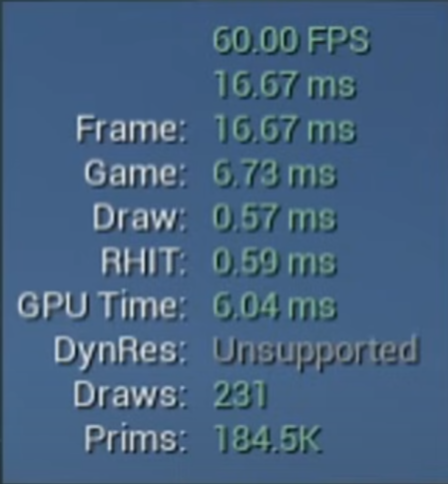 60.00 FPS
16.67 ms
Frame: 16.67 ms
Game: 6.73 ms
Draw: 0.57 ms
RHIT: 0.59 ms
GPU Time: 6.04 ms
DynRes: Unsupported
Draws: 231
Prims: 184.5K